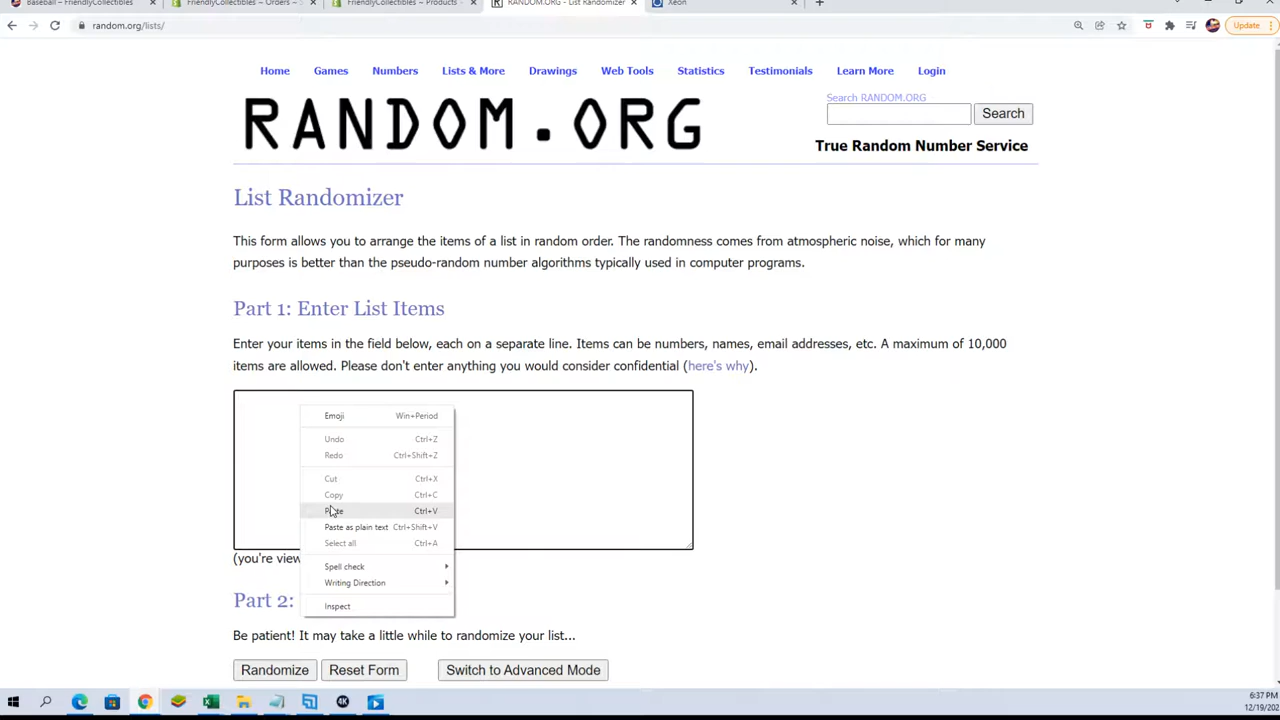 Baseball – FriendlyCollectibles
FriendlyCollectibles – Orders
FriendlyCollectibles – Products
RANDOM.ORG - List Randomizer
Xeon
random.org/lists/
Update
Home Games Numbers Lists & More Drawings Web Tools Statistics Testimonials Learn More Login
Search RANDOM.ORG
RANDOM.ORG
Search
True Random Number Service
List Randomizer
This form allows you to arrange the items of a list in random order. The randomness comes from atmospheric noise, which for many
purposes is better than the pseudo-random number algorithms typically used in computer programs.
Part 1: Enter List Items
Enter your items in the field below, each on a separate line. Items can be numbers, names, email addresses, etc. A maximum of 10,000
items are allowed. Please don't enter anything you would consider confidential (here's why).
Emoji Win+Period
Undo Ctrl+Z
Redo Ctrl+Shift+Z
Cut Ctrl+X
Copy Ctrl+C
Paste Ctrl+V
Paste as plain text Ctrl+Shift+V
Select all Ctrl+A
Spell check
Writing Direction
Inspect
(you're view
Part 2:
Be patient! It may take a little while to randomize your list...
Randomize Reset Form Switch to Advanced Mode
4K
6:37 PM
12/19/202